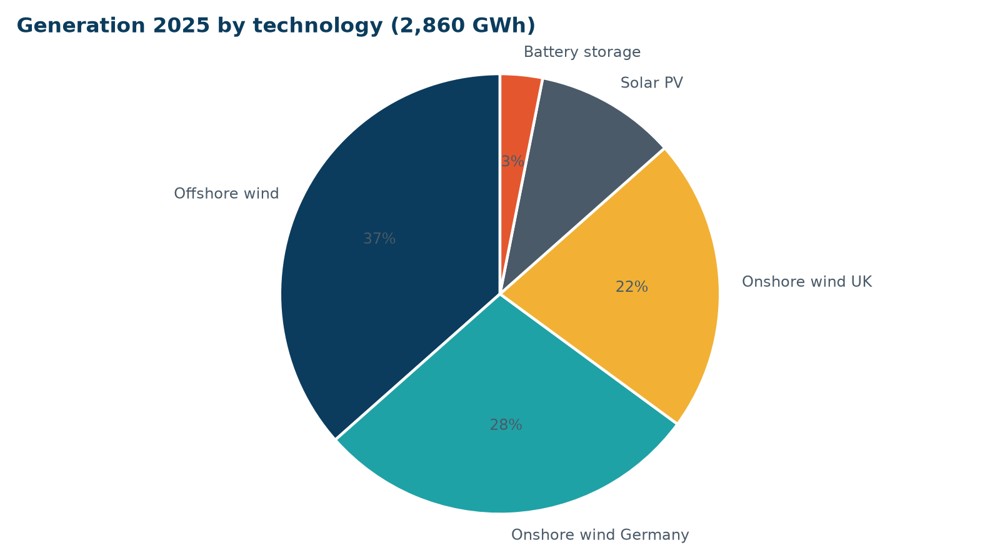 Generation 2025 by technology (2,860 GWh)
Battery storage
Solar PV
3%
Offshore wind
37%
Onshore wind UK
22%
28%
Onshore wind Germany